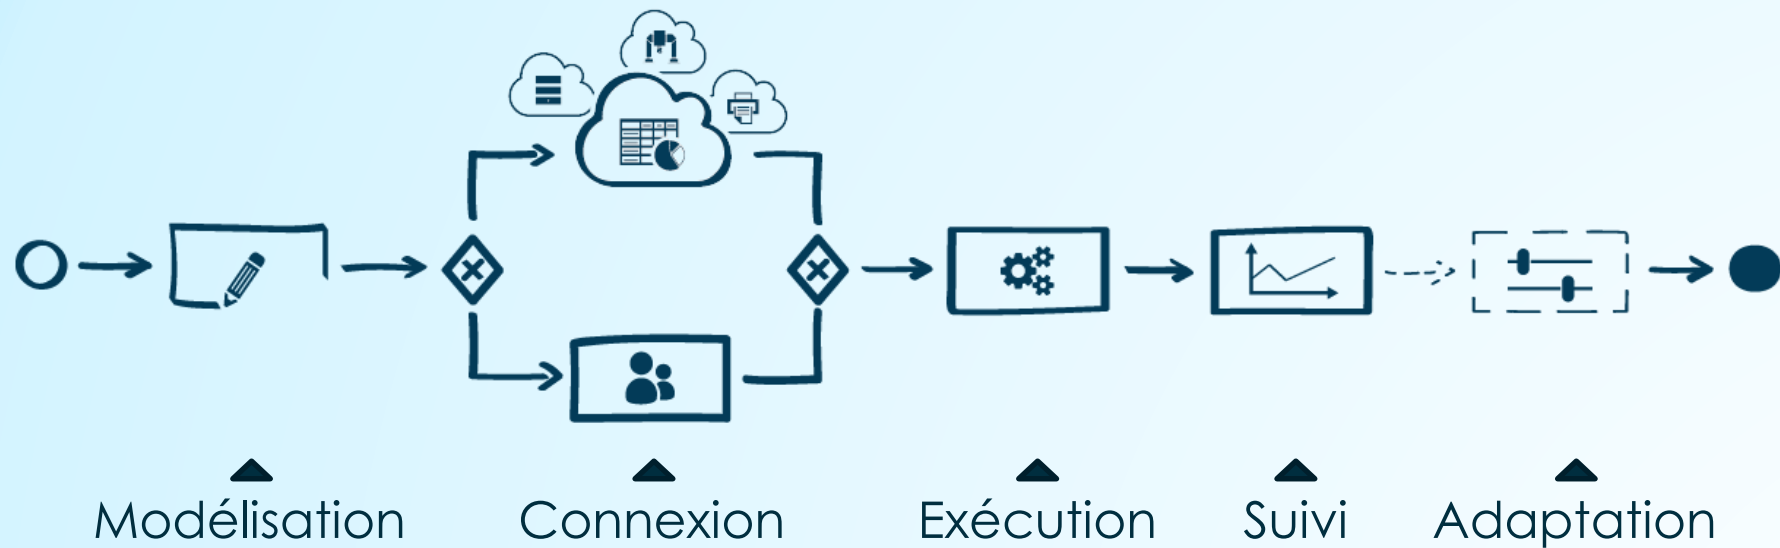 Modélisation
Connexion
Exécution
Suivi
Adaptation